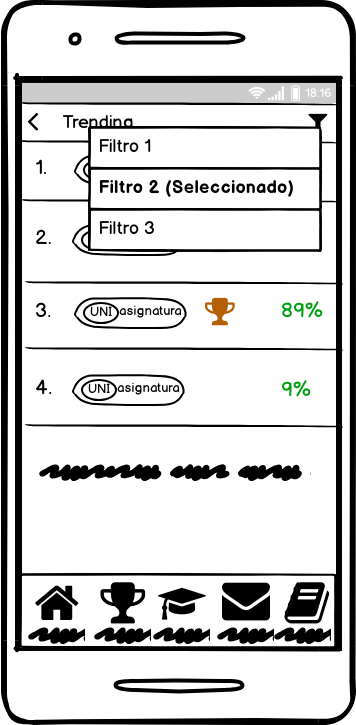 18:16
Trending
Filtro 1
1.
Filtro 2 (Seleccionado)
2.
Filtro 3
3. UNI asignatura 89%
4. UNI asignatura 9%